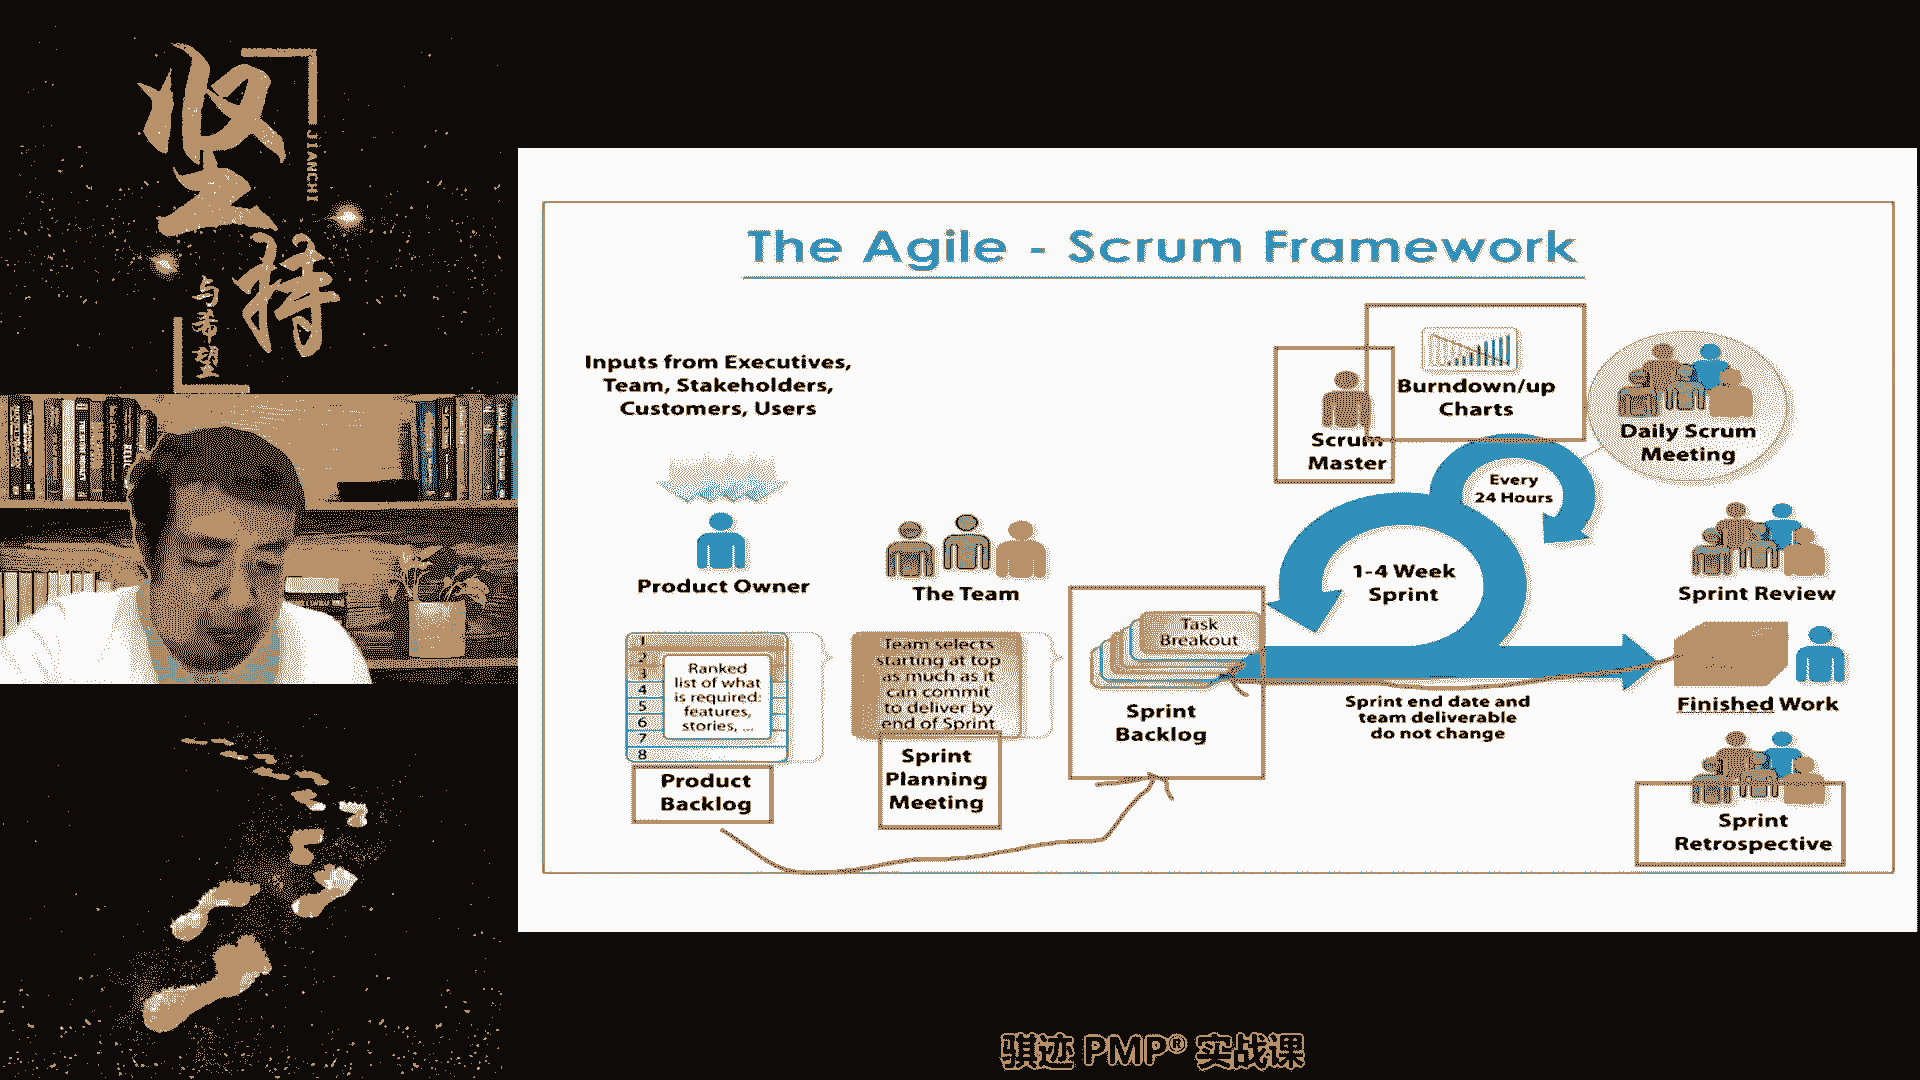 坚
持
JIANCHI
与希望
The Agile - Scrum Framework
Inputs from Executives,
Team, Stakeholders,
Customers, Users
Product Owner
The Team
1
2
3
4
5
6
7
8
Ranked
list of what
is required:
features,
stories, ...
Product
Backlog
Team selects
starting at top
as much as it
can commit
to deliver by
end of Sprint
Sprint
Planning
Meeting
Task
Breakout
Sprint
Backlog
Scrum
Master
Burndown/up
Charts
Every
24 Hours
1-4 Week
Sprint
Sprint end date and
team deliverable
do not change
Daily Scrum
Meeting
Sprint Review
Finished Work
Sprint
Retrospective
骐迹 PMP® 实战课